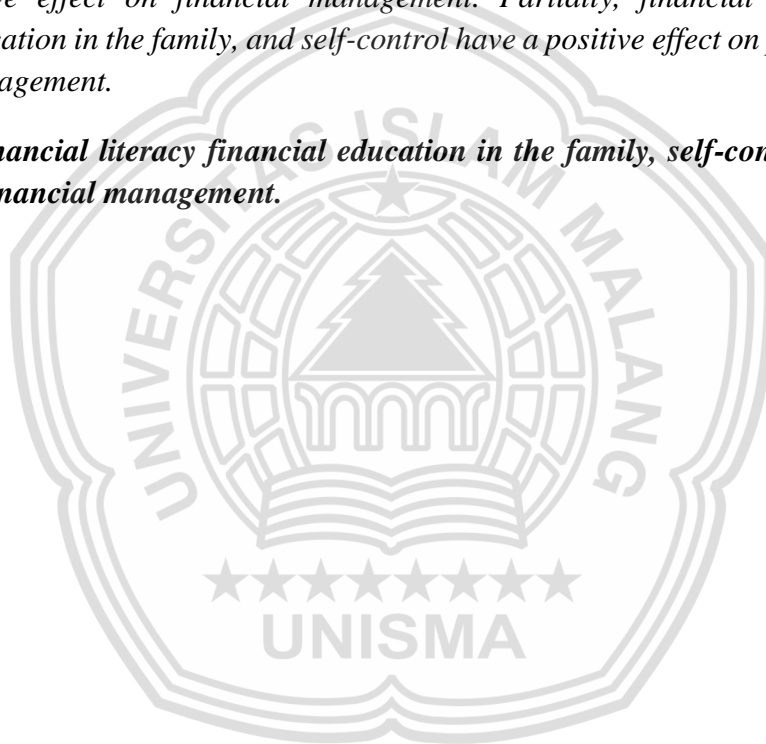 ve effect on financial management. Partially, financial
cation in the family, and self-control have a positive effect on
agement.
nancial literacy financial education in the family, self-con
nancial management.
UNIVERSITAS ISLAM MALANG
UNISMA